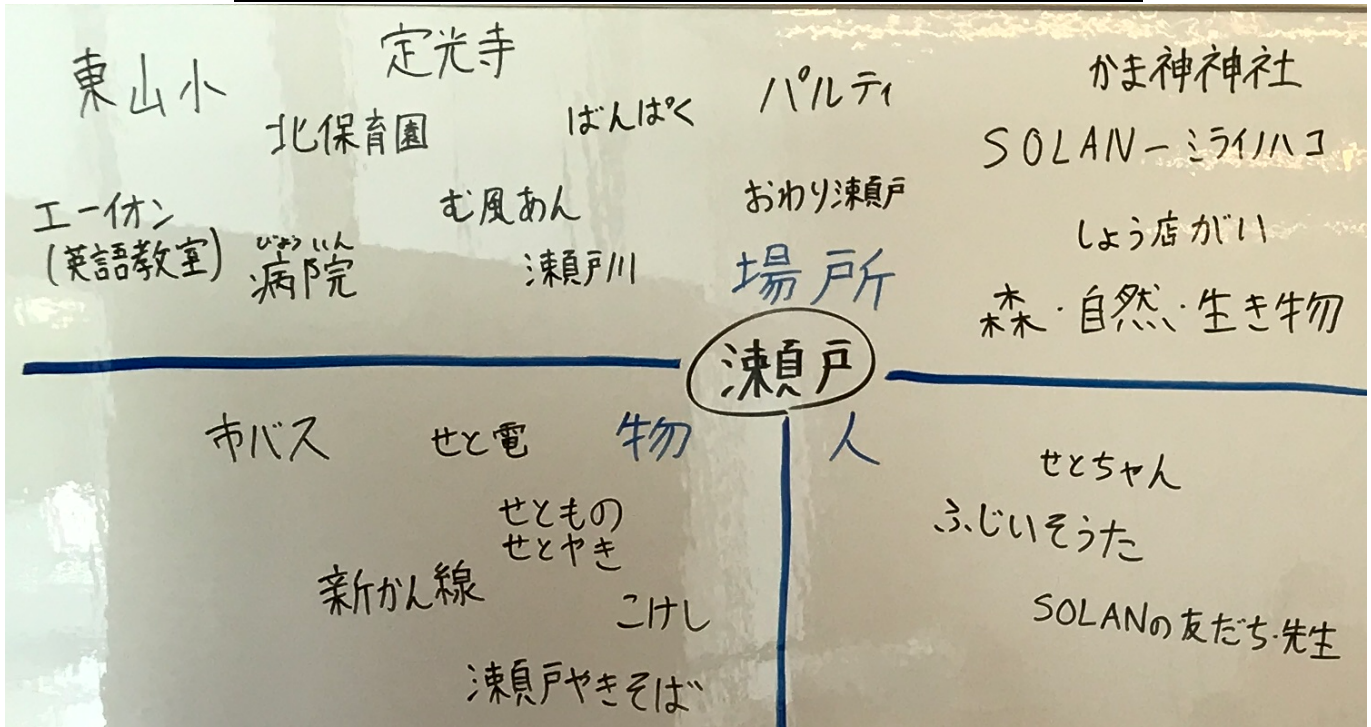 東山小
定光寺
北保育園
ばんぱく
パルティ
かま神神社
SOLANーミライノハコ
エーイオン
(英語教室)
びょういん
病院
む風あん
瀬戸川
おわり瀬戸
しょう店がい
森・自然・生き物
場所
瀬戸
市バス
せと電
物
人
せともの
せとやき
新かん線
こけし
瀬戸やきそば
せとちゃん
ふじいそうた
SOLANの友だち・先生